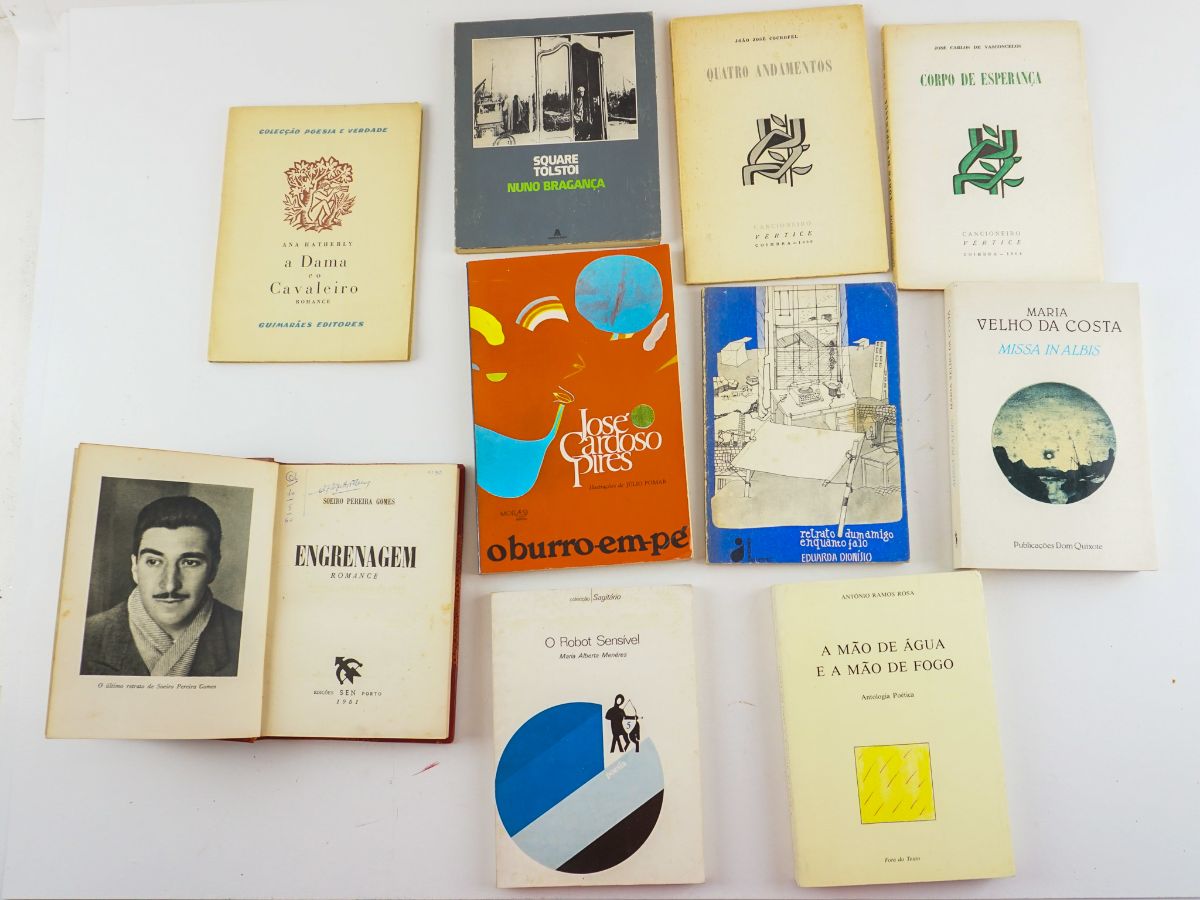 COLECÇÃO POESIA E VERDADE
ANA HATHERLY
a Dama
e o
Cavaleiro
ROMANCE
GUIMARÃES EDITORES
SQUARE
TOLSTOI
NUNO BRAGANÇA
JOÃO JOSÉ COCHOFEL
QUATRO ANDAMENTOS
CANCIONEIRO
VÉRTICE
JOSÉ CARLOS DE VASCONCELOS
CORPO DE ESPERANÇA
CANCIONEIRO
VÉRTICE
José
Cardoso
Pires
Ilustrações de JÚLIO POMAR
MORAES
o burro-em-pé
retrato dum amigo
enquanto falo
EDUARDA DIONÍSIO
MARIA
VELHO DA COSTA
MISSA IN ALBIS
Publicações Dom Quixote
O último retrato de Soeiro Pereira Gomes
SOEIRO PEREIRA GOMES
ENGRENAGEM
ROMANCE
EDIÇÕES SEN PORTO
1961
colecção Sagitário
O Robot Sensível
Maria Alberta Menéres
5
poesia
ANTÓNIO RAMOS ROSA
A MÃO DE ÁGUA
E A MÃO DE FOGO
Antologia Poética
Fora do Texto